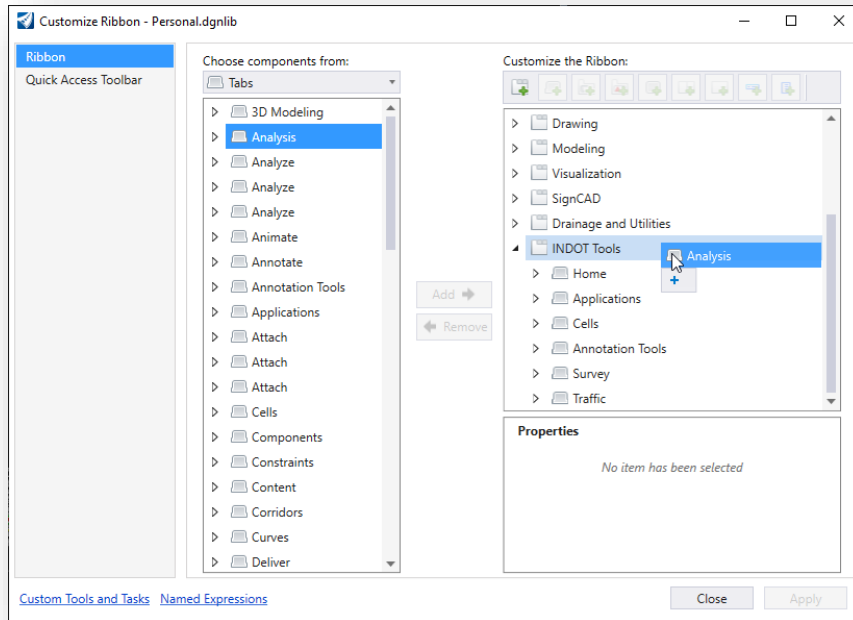 Customize Ribbon - Personal.dgnlib
Ribbon
Quick Access Toolbar
Choose components from:
Tabs
3D Modeling
Analysis
Analyze
Analyze
Analyze
Animate
Annotate
Annotation Tools
Applications
Attach
Attach
Attach
Cells
Components
Constraints
Content
Corridors
Curves
Deliver
Add
Remove
Customize the Ribbon:
Drawing
Modeling
Visualization
SignCAD
Drainage and Utilities
INDOT Tools
Analysis
Home
Applications
Cells
Annotation Tools
Survey
Traffic
Properties
No item has been selected
Custom Tools and Tasks Named Expressions
Close Apply